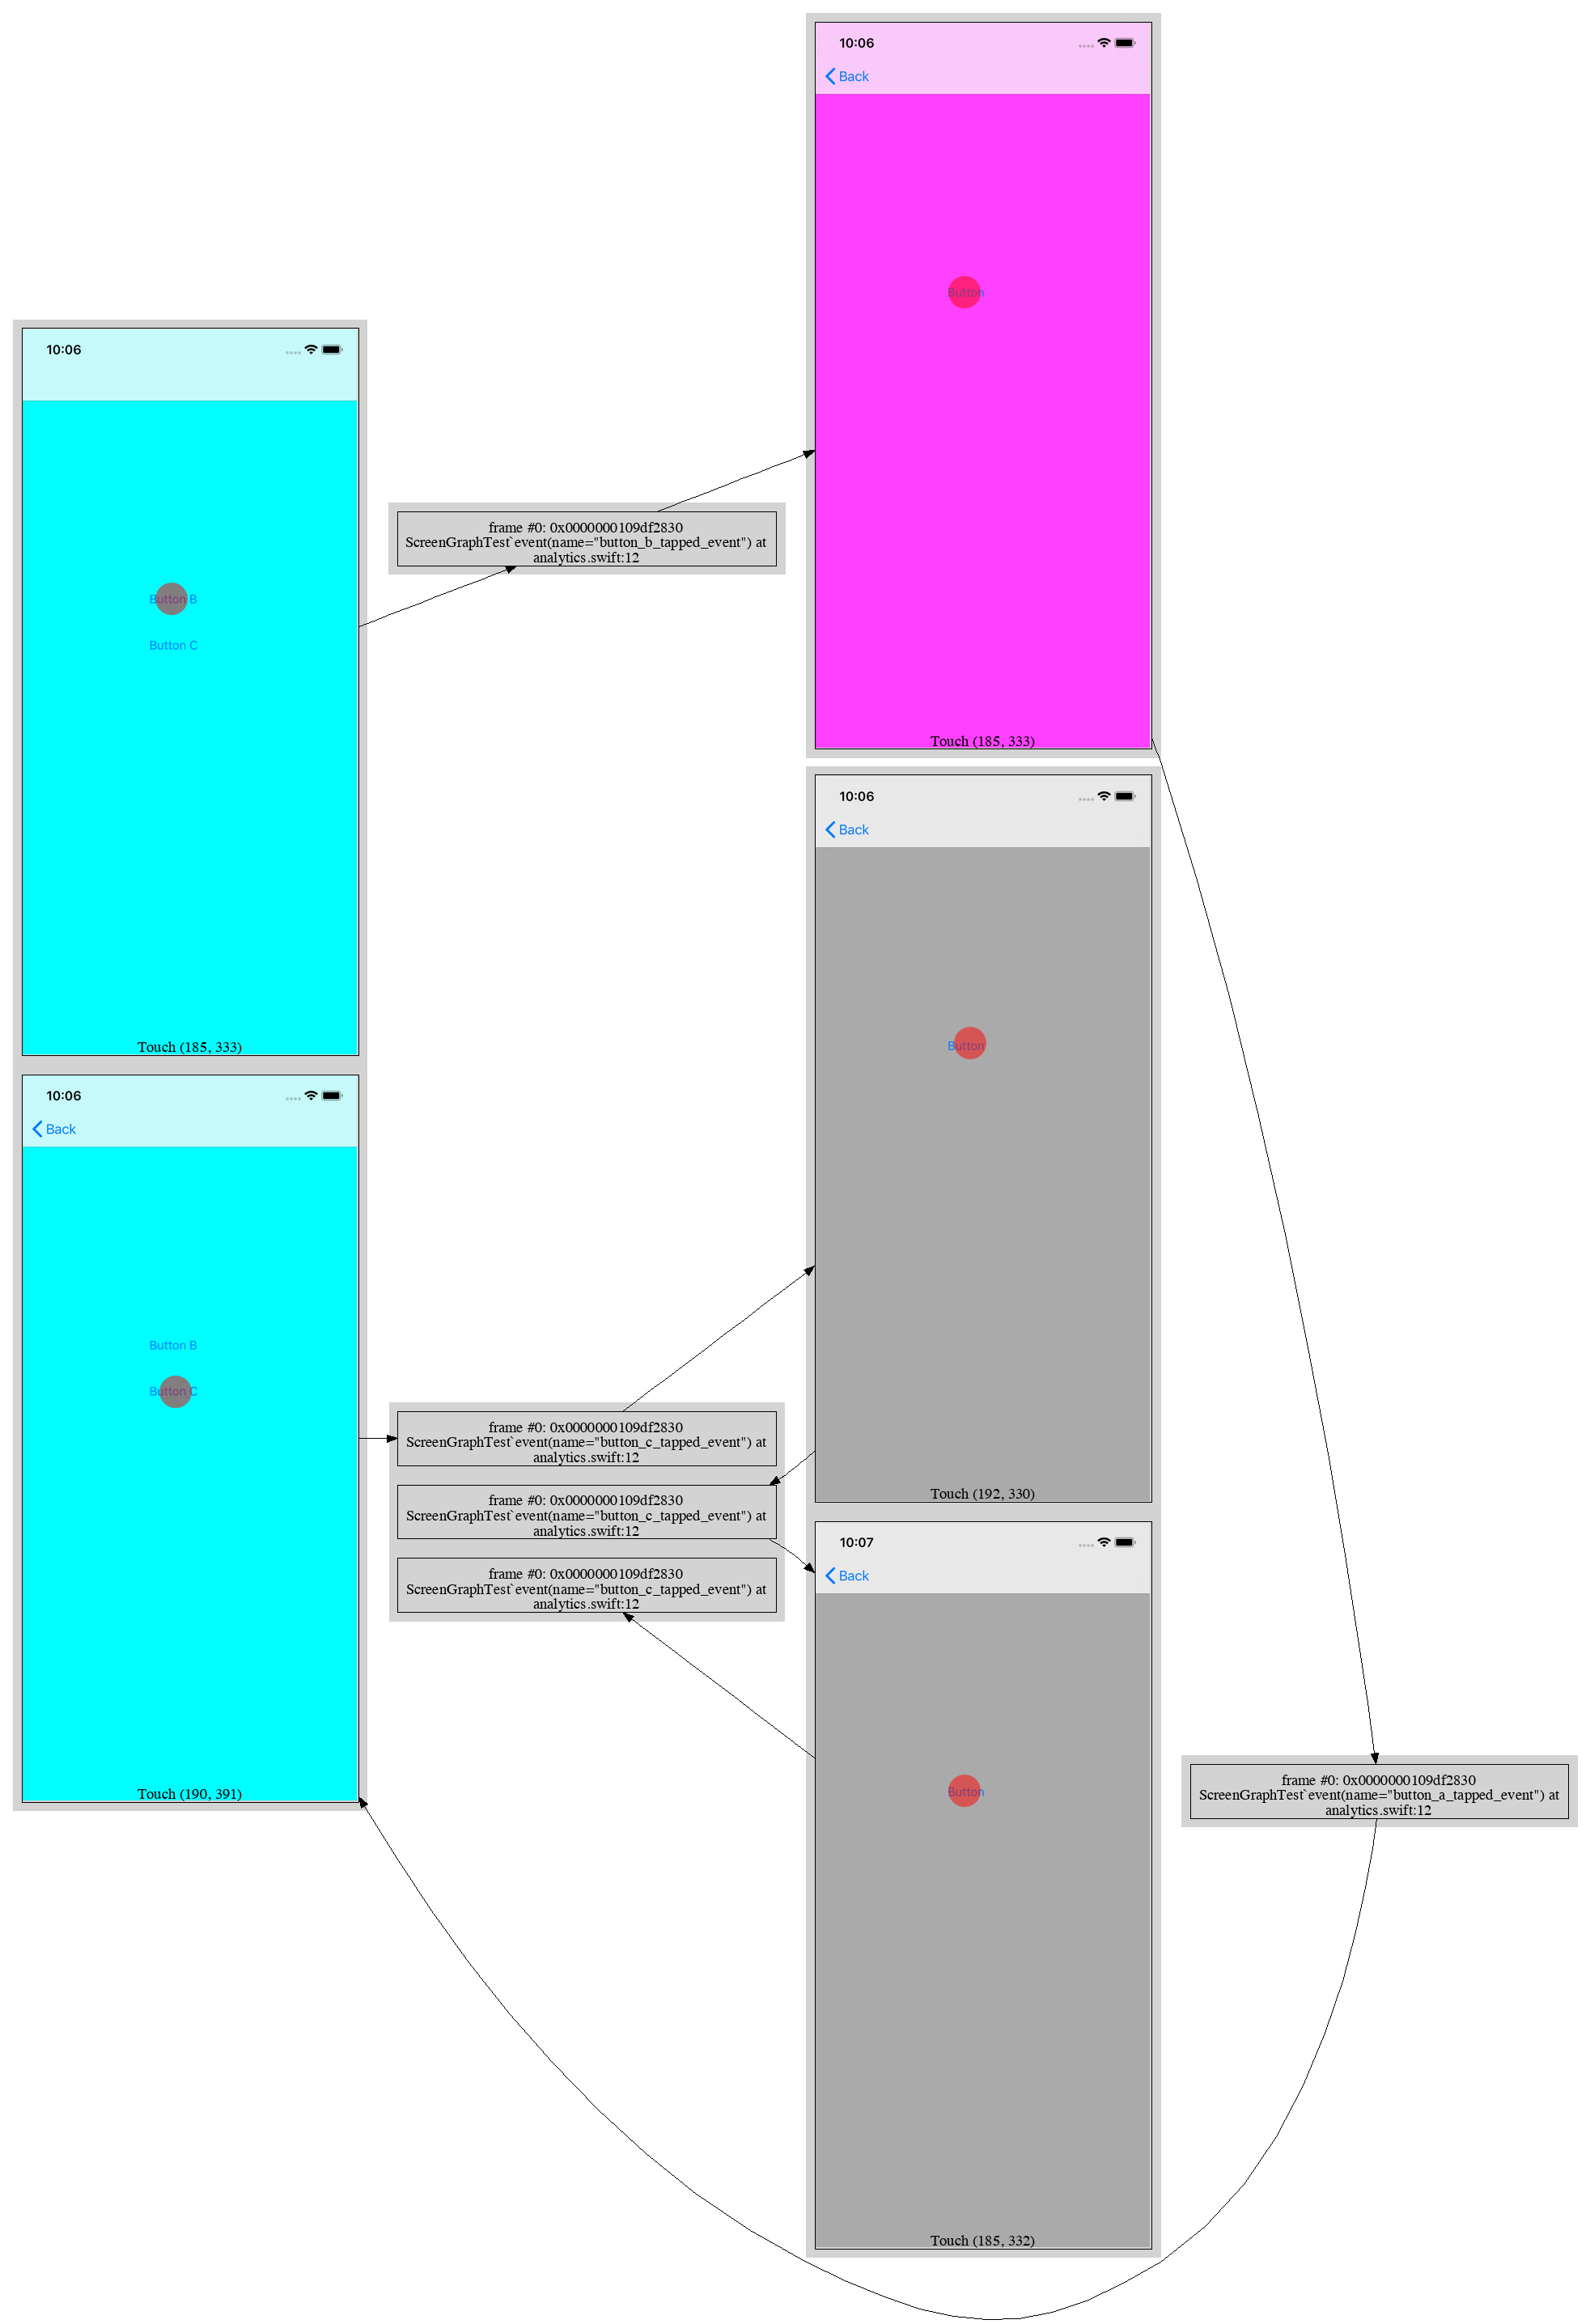 10:06
Button B
Button C
Touch (185, 333)
10:06
Back
Button B
Button C
Touch (190, 391)
frame #0: 0x0000000109df2830
ScreenGraphTest`event(name="button_b_tapped_event") at
analytics.swift:12
frame #0: 0x0000000109df2830
ScreenGraphTest`event(name="button_c_tapped_event") at
analytics.swift:12
frame #0: 0x0000000109df2830
ScreenGraphTest`event(name="button_c_tapped_event") at
analytics.swift:12
frame #0: 0x0000000109df2830
ScreenGraphTest`event(name="button_c_tapped_event") at
analytics.swift:12
10:06
Back
Button
Touch (185, 333)
10:06
Back
Button
Touch (192, 330)
10:07
Back
Button
Touch (185, 332)
frame #0: 0x0000000109df2830
ScreenGraphTest`event(name="button_a_tapped_event") at
analytics.swift:12